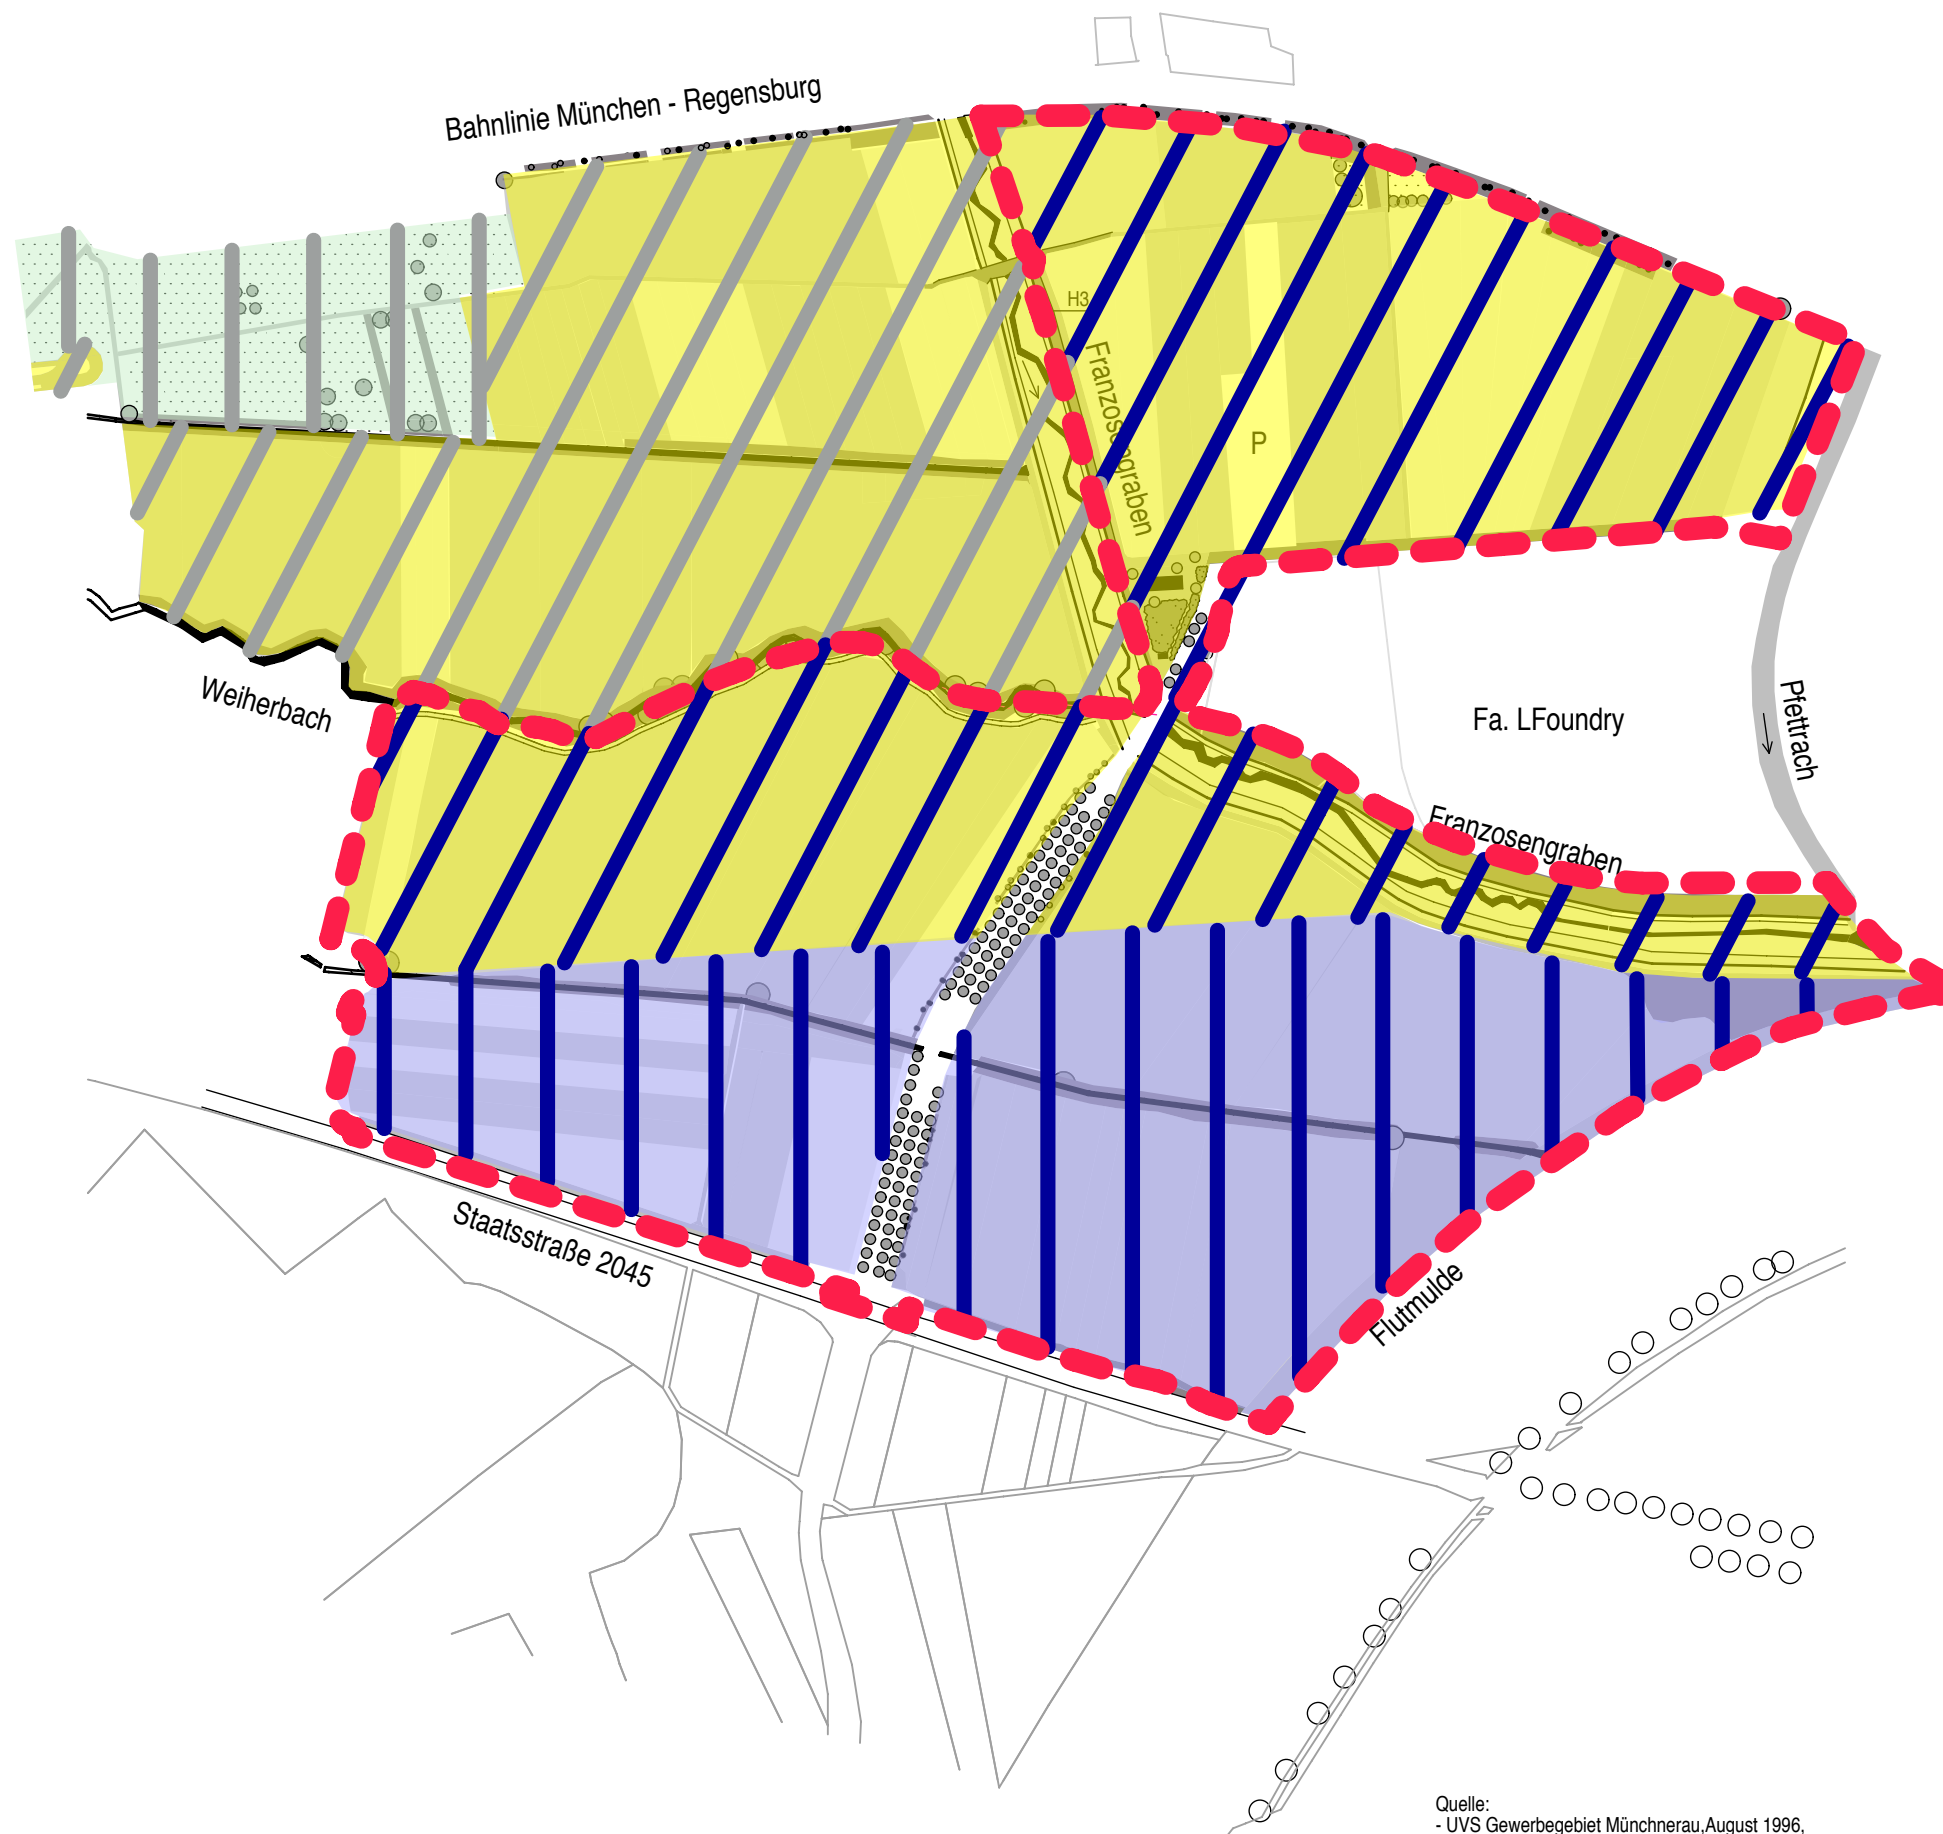 Bahnlinie München - Regensburg
H3
Franzosengraben
P
Weiherbach
Fa. LFoundry
Pfettrach
Franzosengraben
Staatsstraße 2045
Flutmulde
Quelle:
- UVS Gewerbegebiet Münchnerau,August 1996,